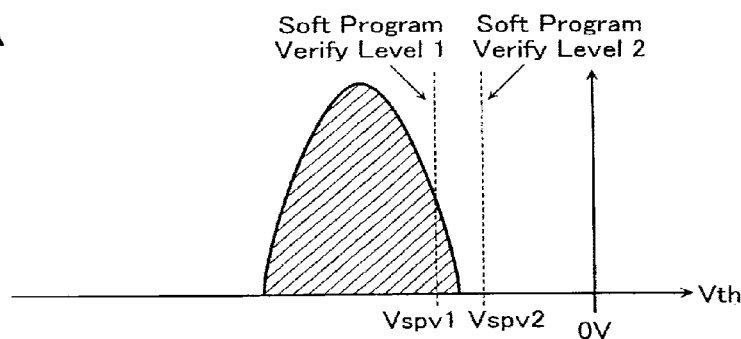 Soft Program
Verify Level 1
Soft Program
Verify Level 2
Vspv1
Vspv2
0V
Vth